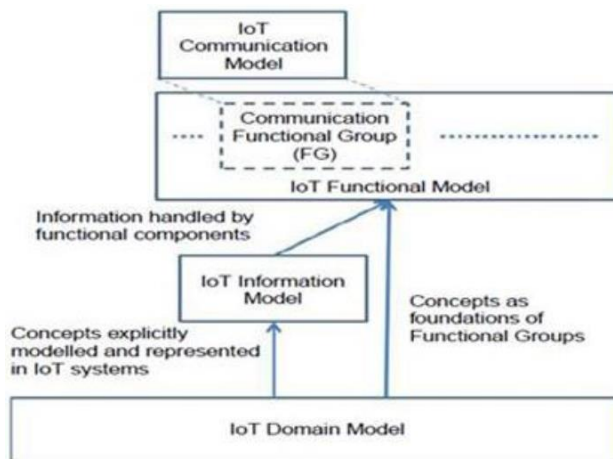 IoT
Communication
Model
Communication
Functional Group
(FG)
IoT Functional Model
Information handled by
functional components
IoT Information
Model
Concepts as
foundations of
Functional Groups
Concepts explicitly
modelled and represented
in IoT systems
IoT Domain Model